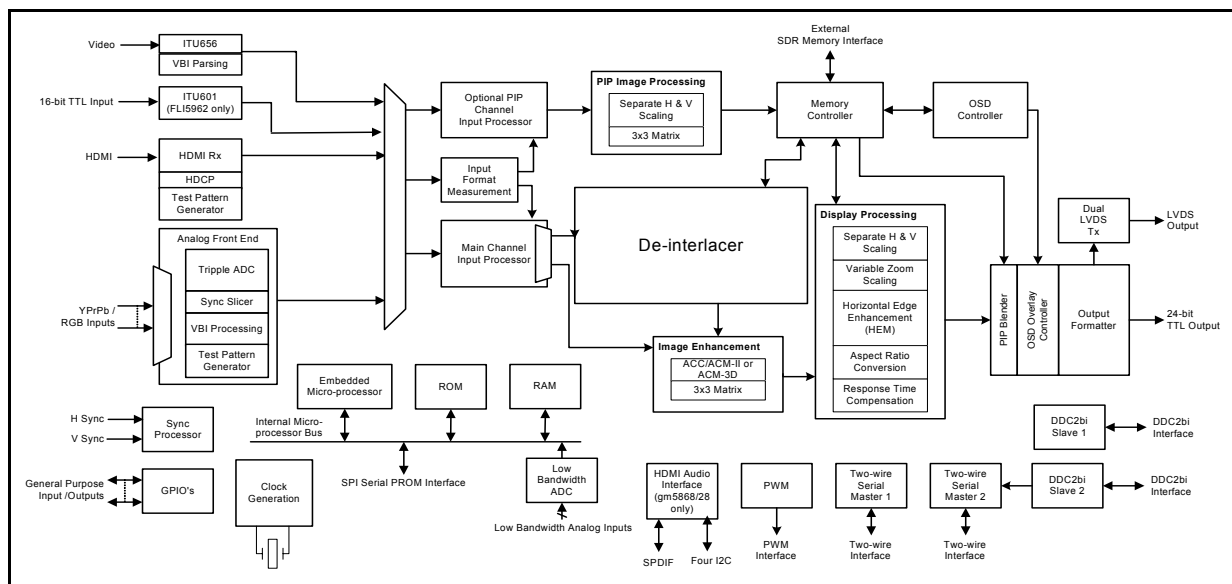 External
SDR Memory Interface
Video
ITU656
VBI Parsing
16-bit TTL Input
ITU601
(FLI5962 only)
HDMI
HDMI Rx
HDCP
Test Pattern
Generator
Analog Front End
Tripple ADC
Sync Slicer
VBI Processing
Test Pattern
Generator
YPrPb /
RGB Inputs
Optional PIP
Channel
Input Processor
Input
Format
Measurement
Main Channel
Input Processor
PIP Image Processing
Separate H & V
Scaling
3x3 Matrix
Memory
Controller
OSD
Controller
De-interlacer
Display Processing
Separate H & V
Scaling
Variable Zoom
Scaling
Horizontal Edge
Enhancement
(HEM)
Aspect Ratio
Conversion
Response Time
Compensation
Dual
LVDS
Tx
LVDS
Output
PIP Blender
OSD Overlay
Controller
Output
Formatter
24-bit
TTL Output
Image Enhancement
ACC/ACM-II or
ACM-3D
3x3 Matrix
Embedded
Micro-processor
ROM
RAM
Internal Micro-
processor Bus
SPI Serial PROM Interface
Low
Bandwidth
ADC
Low Bandwidth Analog Inputs
H Sync
V Sync
Sync
Processor
General Purpose
Input /Outputs
GPIO's
Clock
Generation
HDMI Audio
Interface
(gm5868/28
only)
SPDIF
Four I2C
PWM
PWM
Interface
Two-wire
Serial
Master 1
Two-wire
Interface
Two-wire
Serial
Master 2
Two-wire
Interface
DDC2bi
Slave 1
DDC2bi
Interface
DDC2bi
Slave 2
DDC2bi
Interface